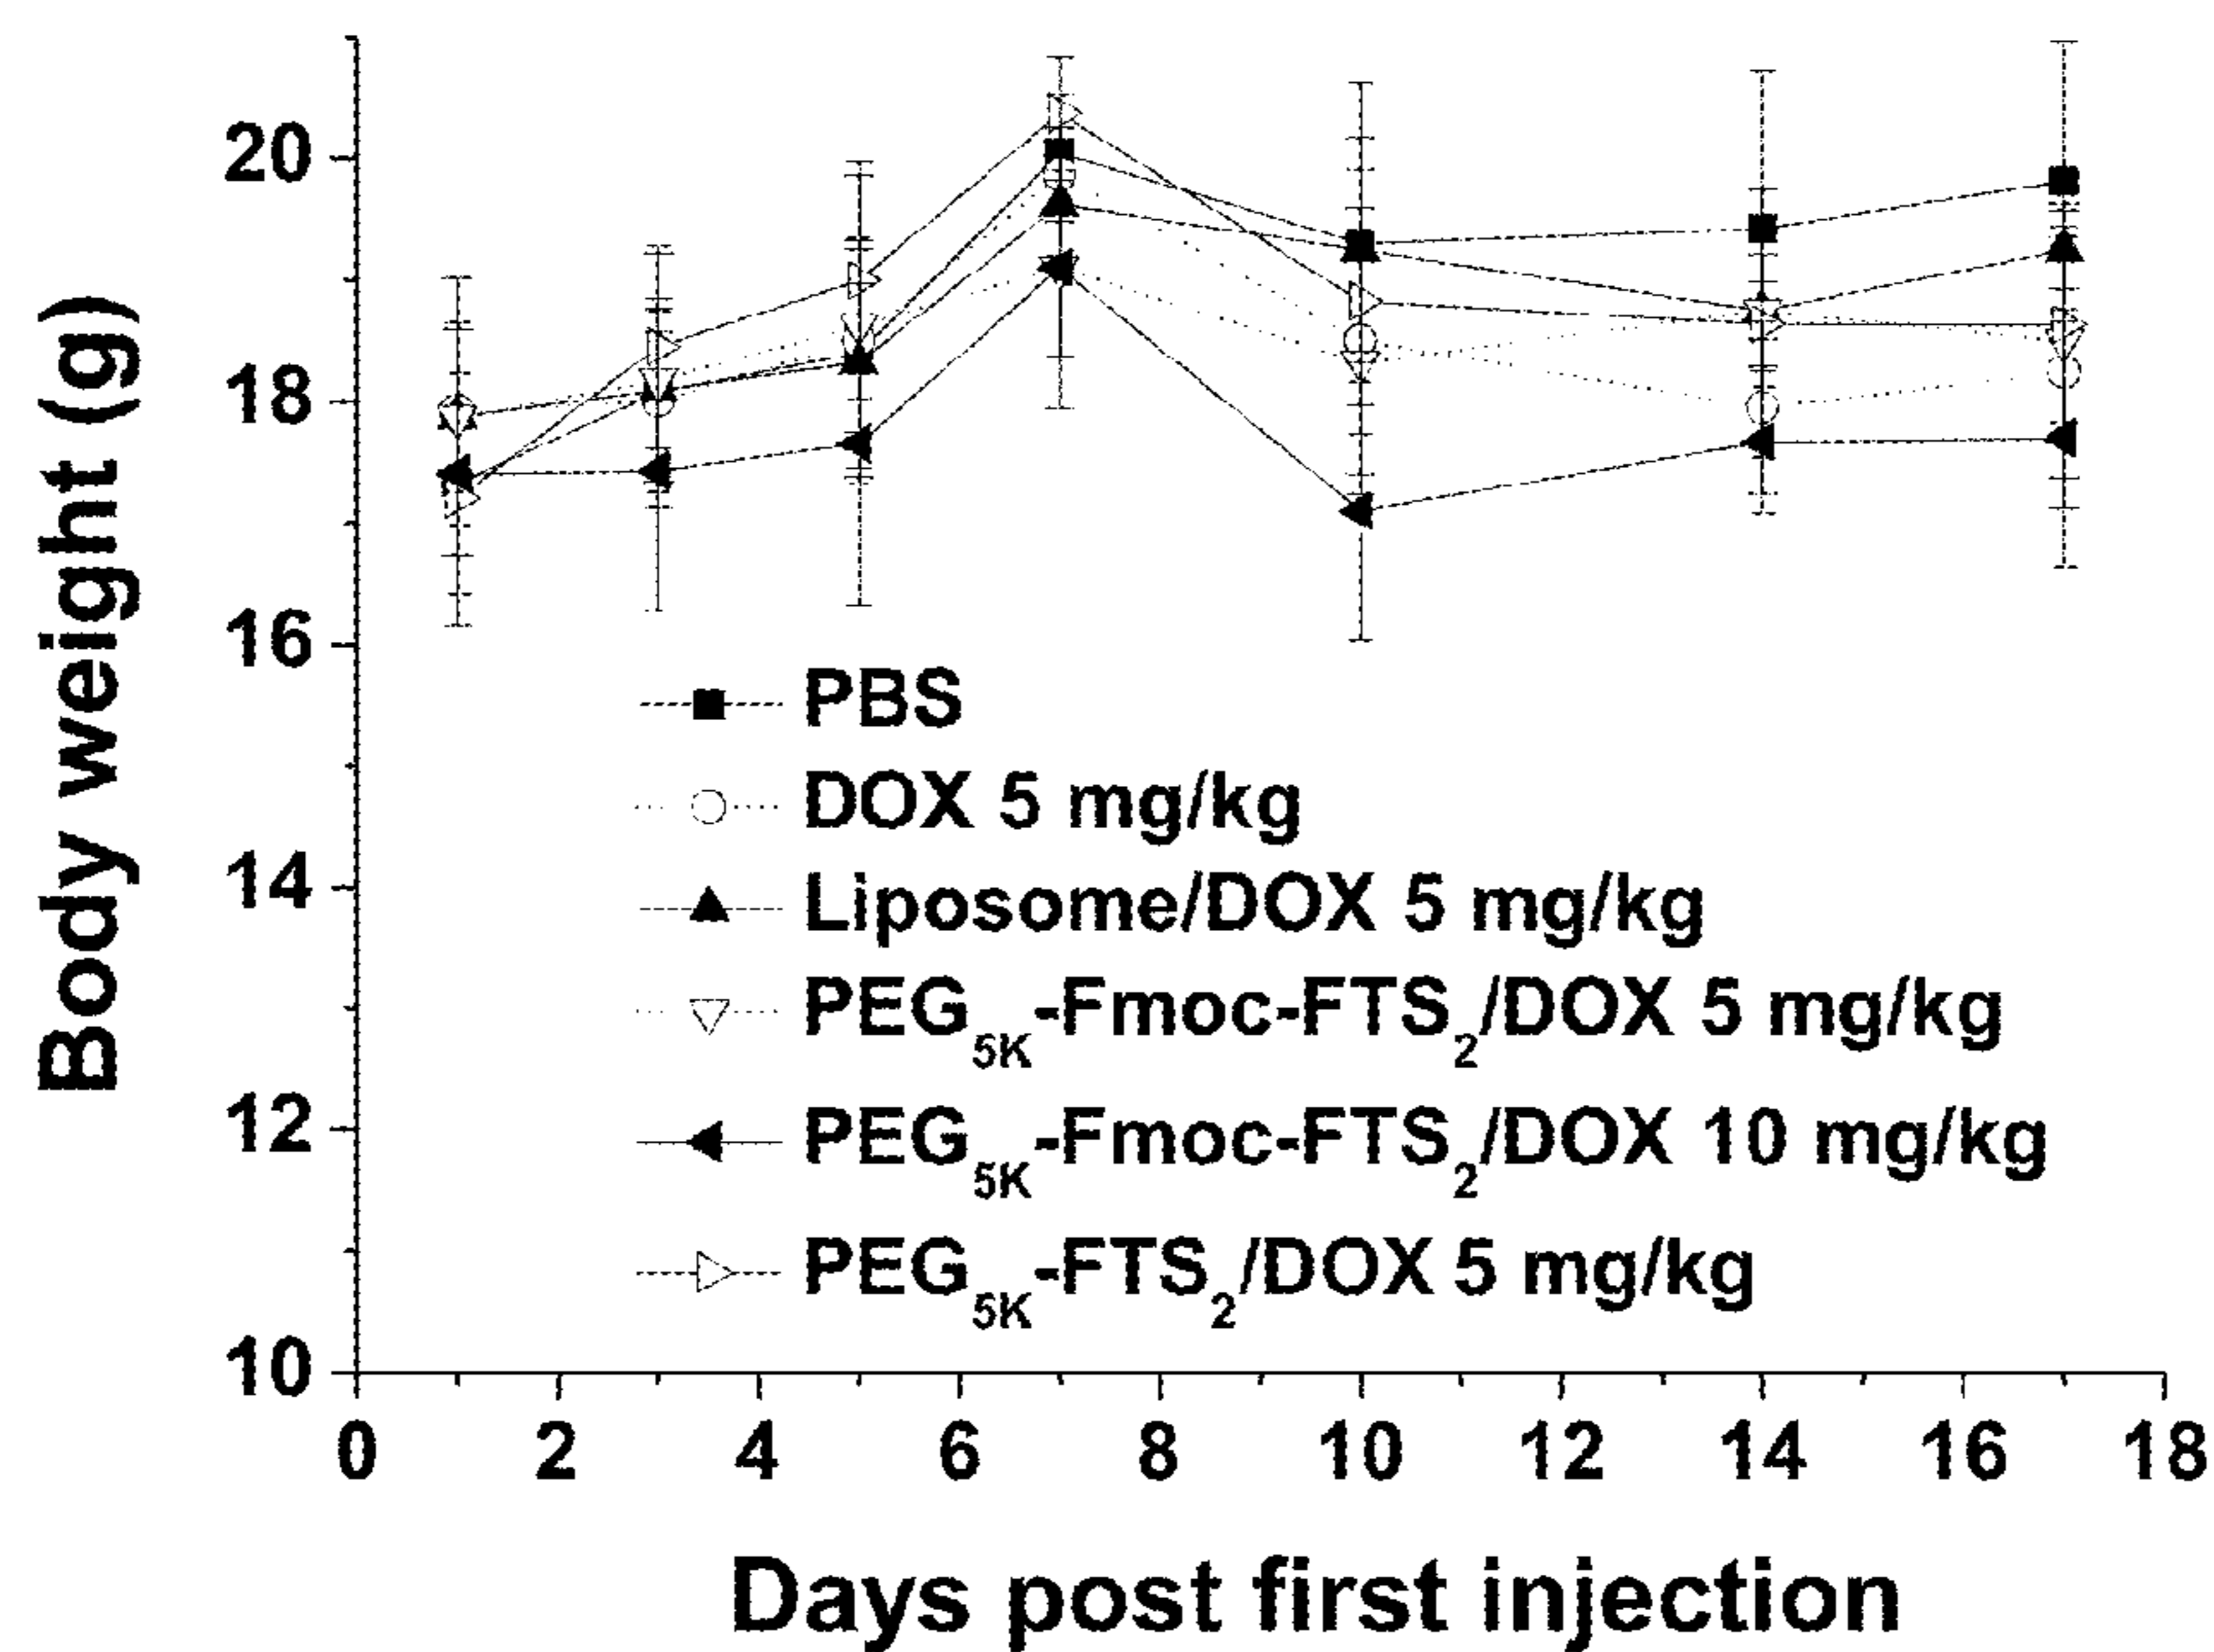 Body weight (g)
20
18
16
14
12
10
PBS
DOX 5 mg/kg
Liposome/DOX 5 mg/kg
PEG5K-Fmoc-FTS2/DOX 5 mg/kg
PEG5K-Fmoc-FTS2/DOX 10 mg/kg
PEG5K-FTS2/DOX 5 mg/kg
0 2 4 6 8 10 12 14 16 18
Days post first injection